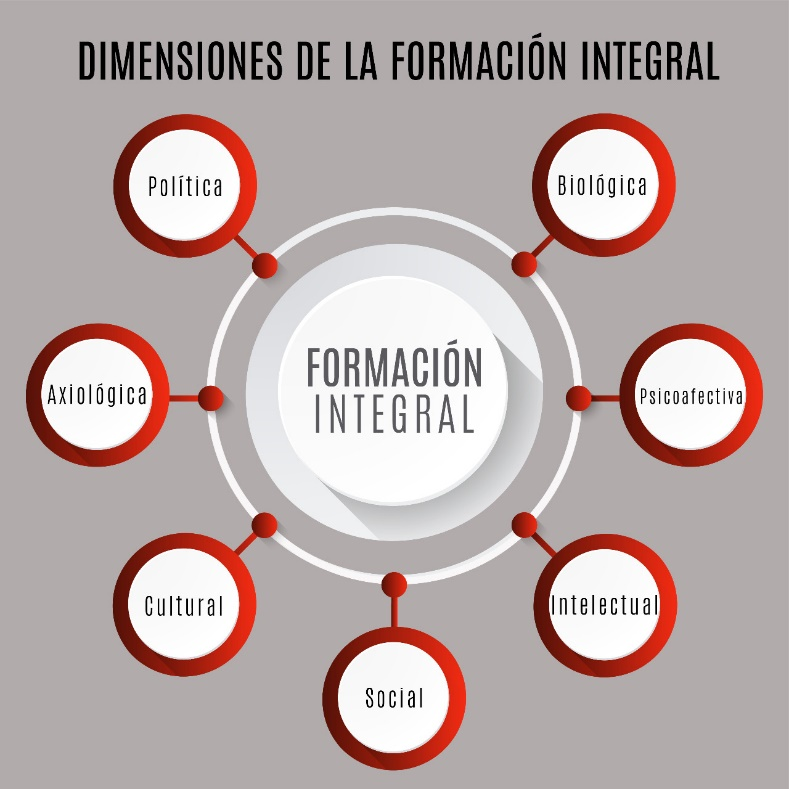 DIMENSIONES DE LA FORMACIÓN INTEGRAL
Política
Biológica
FORMACIÓN
INTEGRAL
Axiológica
Psicoafectiva
Cultural
Intelectual
Social